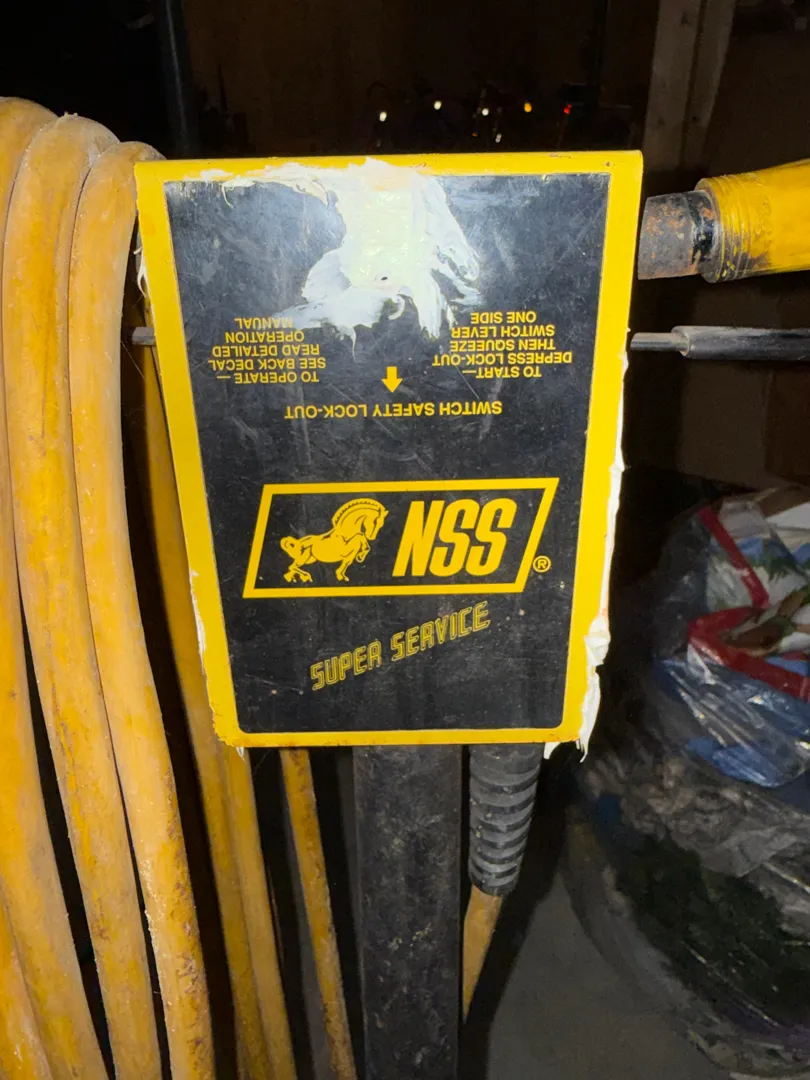 SWITCH SAFETY LOCK-OUT
TO START—
DEPRESS LOCK-OUT
THEN SQUEEZE
SWITCH LEVER
ONE SIDE
TO OPERATE—
SEE BACK DECAL
READ DETAILED
OPERATION
MANUAL
NSS
®
SUPER SERVICE